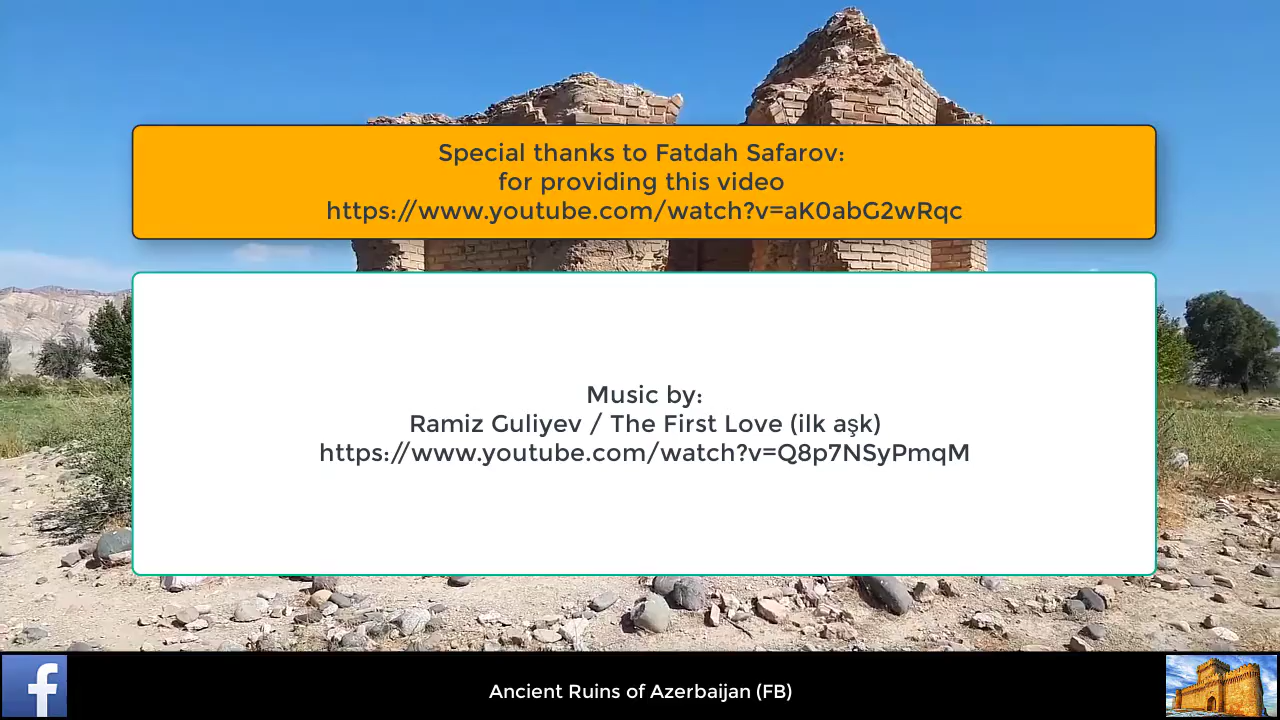 Special thanks to Fatdah Safarov:
for providing this video
https://www.youtube.com/watch?v=aK0abG2wRqc
Music by:
Ramiz Guliyev / The First Love (ilk aşk)
https://www.youtube.com/watch?v=Q8p7NSyPmqM
Ancient Ruins of Azerbaijan (FB)